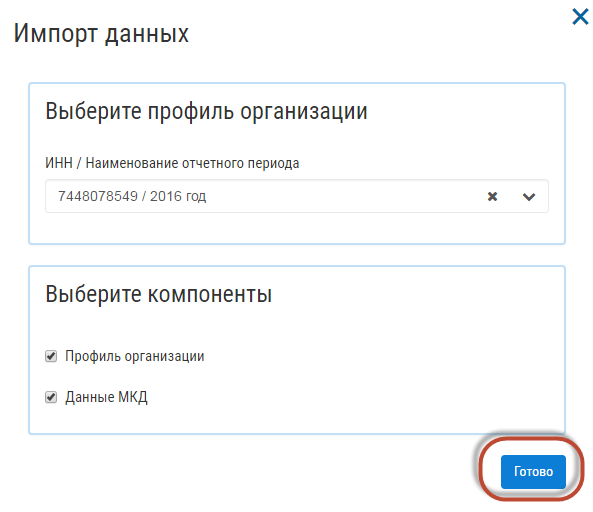 Импорт данных
Выберите профиль организации
ИНН / Наименование отчетного периода
7448078549 / 2016 год
Выберите компоненты
Профиль организации
Данные МКД
Готово